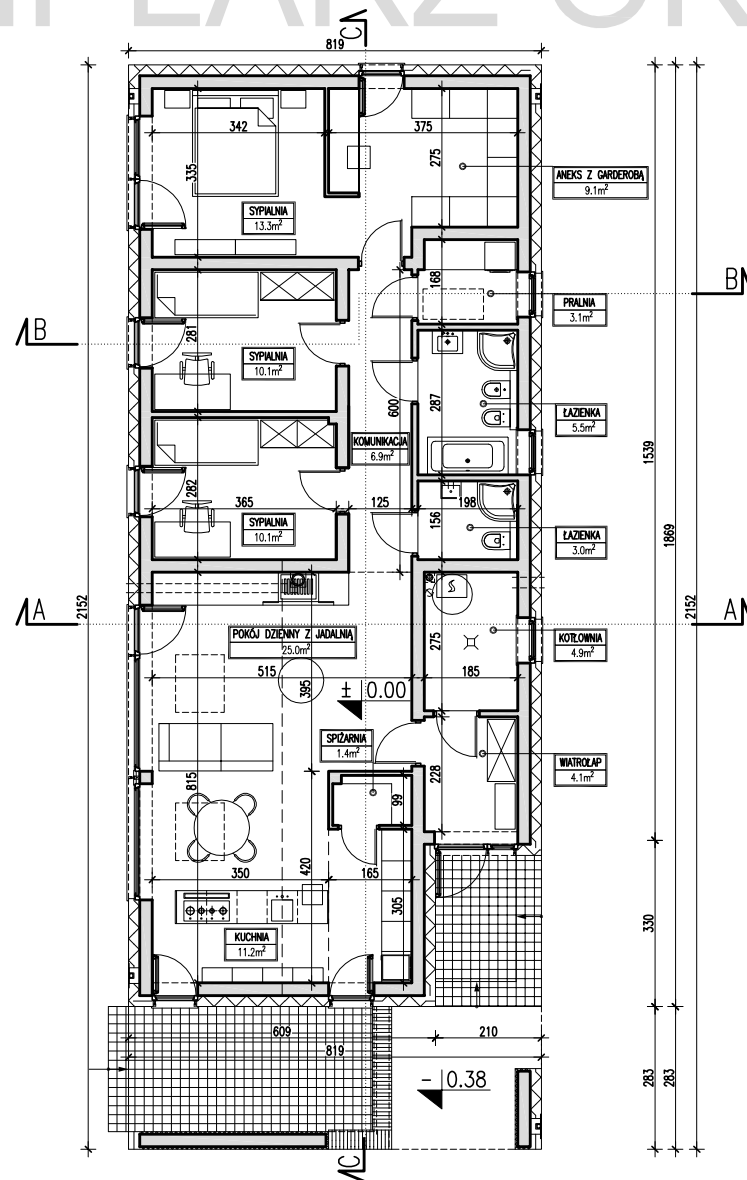 C
819
342
375
335
275
ANEKS Z GARDEROBĄ
9.1m²
SYPIALNIA
13.3m²
B
B
168
PRALNIA
3.1m²
281
SYPIALNIA
10.1m²
287
600
ŁAZIENKA
5.5m²
KOMUNIKACJA
6.9m²
1539
282
365
125
198
156
SYPIALNIA
10.1m²
ŁAZIENKA
3.0m²
1869
A
2152
2152
A
POKÓJ DZIENNY Z JADALNIĄ
25.0m²
275
KOTŁOWNIA
4.9m²
515
395
185
± 0.00
SPIŻARNIA
1.4m²
228
WIATROŁAP
4.1m²
815
99
350
420
165
305
330
KUCHNIA
11.2m²
609
210
819
283
283
- 0.38
C